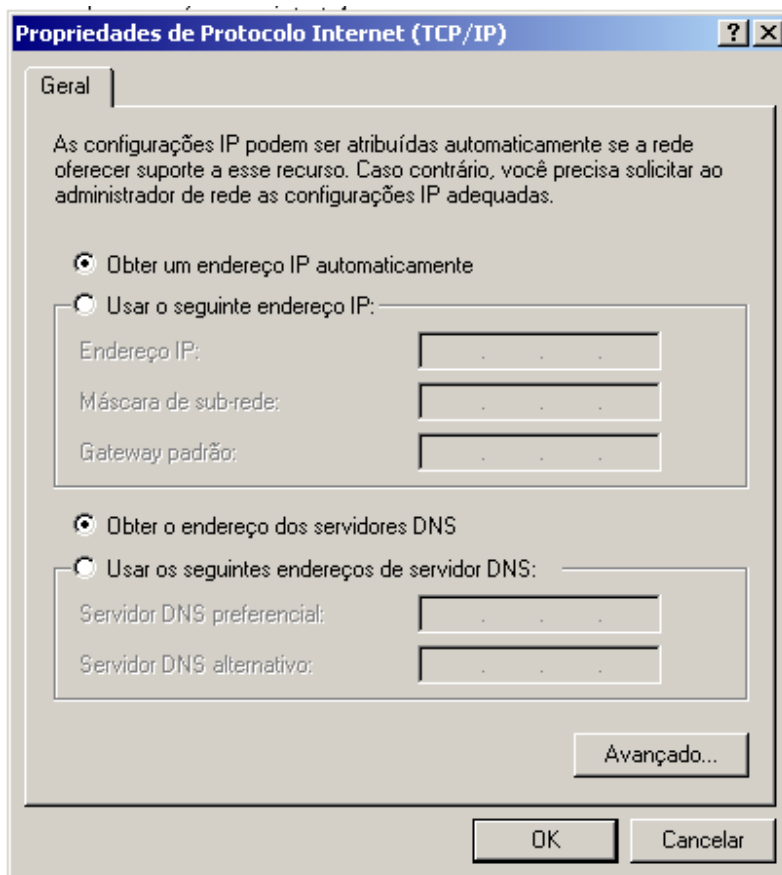 Propriedades de Protocolo Internet (TCP/IP)
Geral
As configurações IP podem ser atribuídas automaticamente se a rede
oferecer suporte a esse recurso. Caso contrário, você precisa solicitar ao
administrador de rede as configurações IP adequadas.
Obter um endereço IP automaticamente
Usar o seguinte endereço IP:
Endereço IP:
Máscara de sub-rede:
Gateway padrão:
Obter o endereço dos servidores DNS
Usar os seguintes endereços de servidor DNS:
Servidor DNS preferencial:
Servidor DNS alternativo:
Avançado...
OK Cancelar